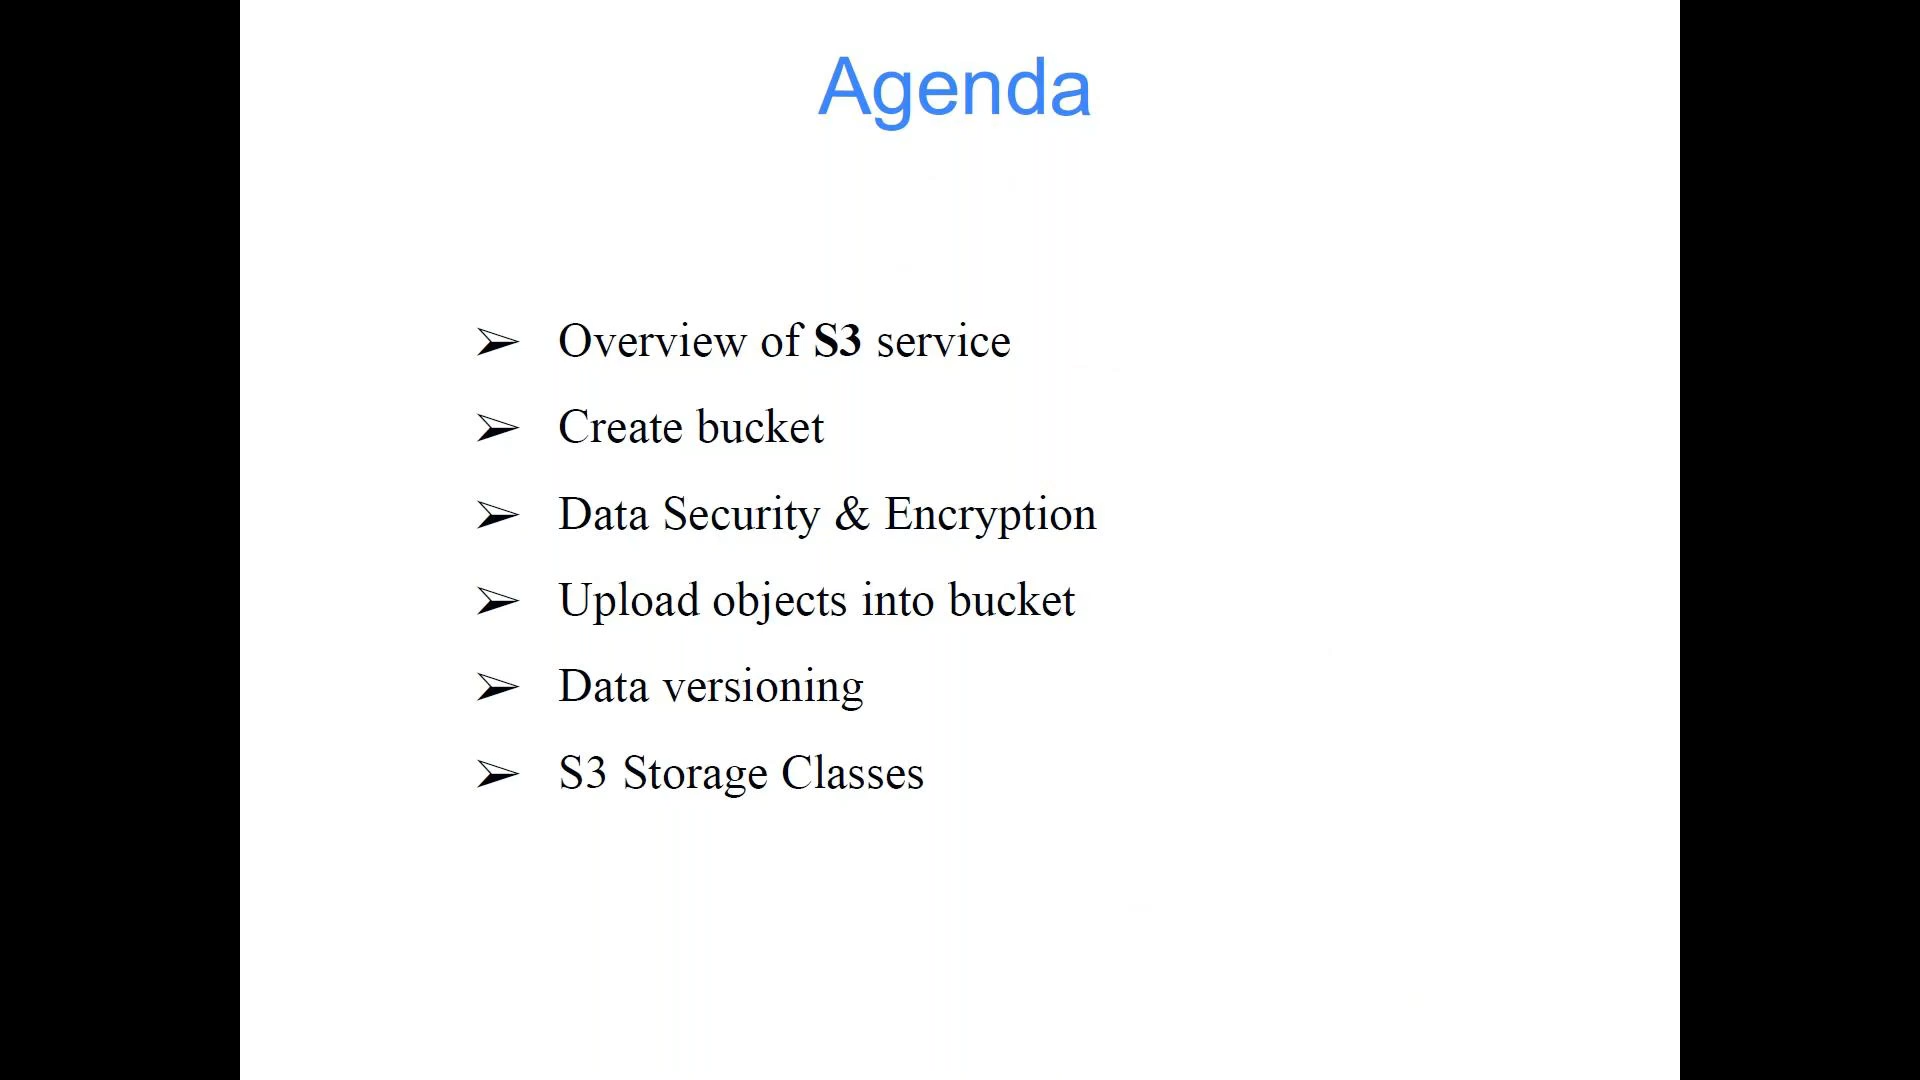 Agenda
➢ Overview of S3 service
➢ Create bucket
➢ Data Security & Encryption
➢ Upload objects into bucket
➢ Data versioning
➢ S3 Storage Classes